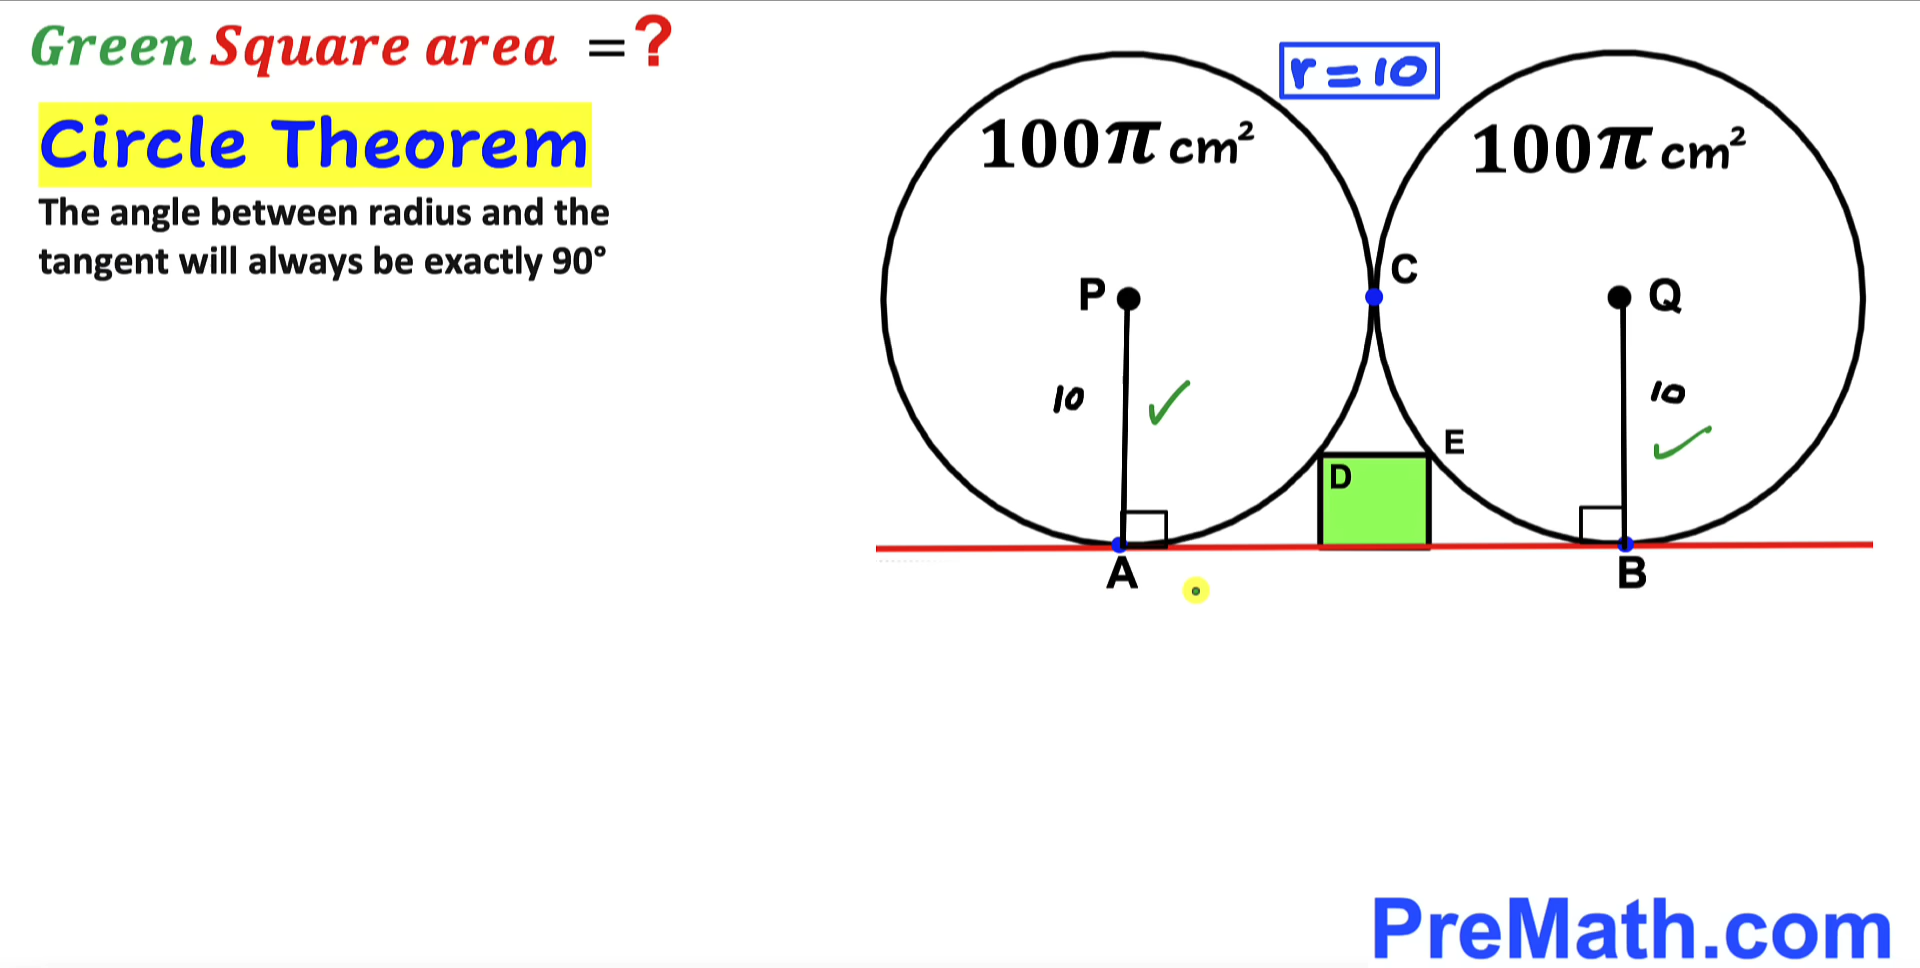 Green Square area = ?
Circle Theorem
The angle between radius and the
tangent will always be exactly 90°
r = 10
100π cm²
100π cm²
C
P
Q
10
10
E
D
A
B
PreMath.com